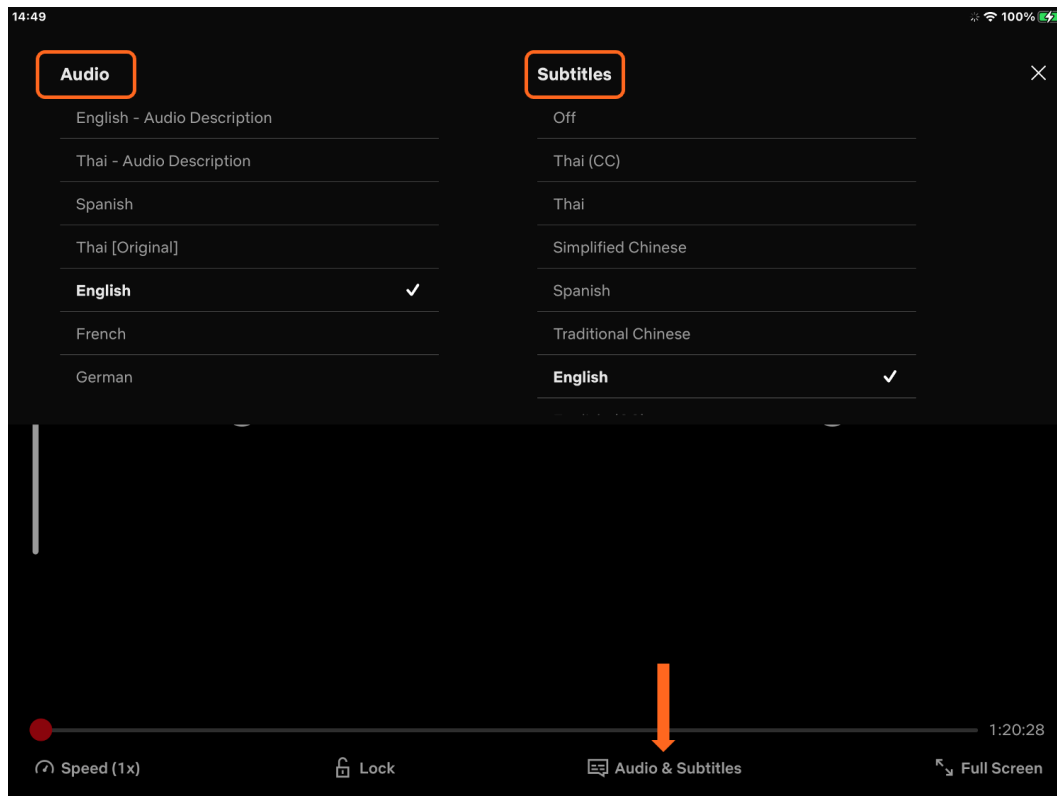 14:49
100%
Audio
Subtitles
English - Audio Description
Off
Thai - Audio Description
Thai (CC)
Spanish
Thai
Thai [Original]
Simplified Chinese
English
Spanish
French
Traditional Chinese
German
English
1:20:28
Speed (1x)
Lock
Audio & Subtitles
Full Screen